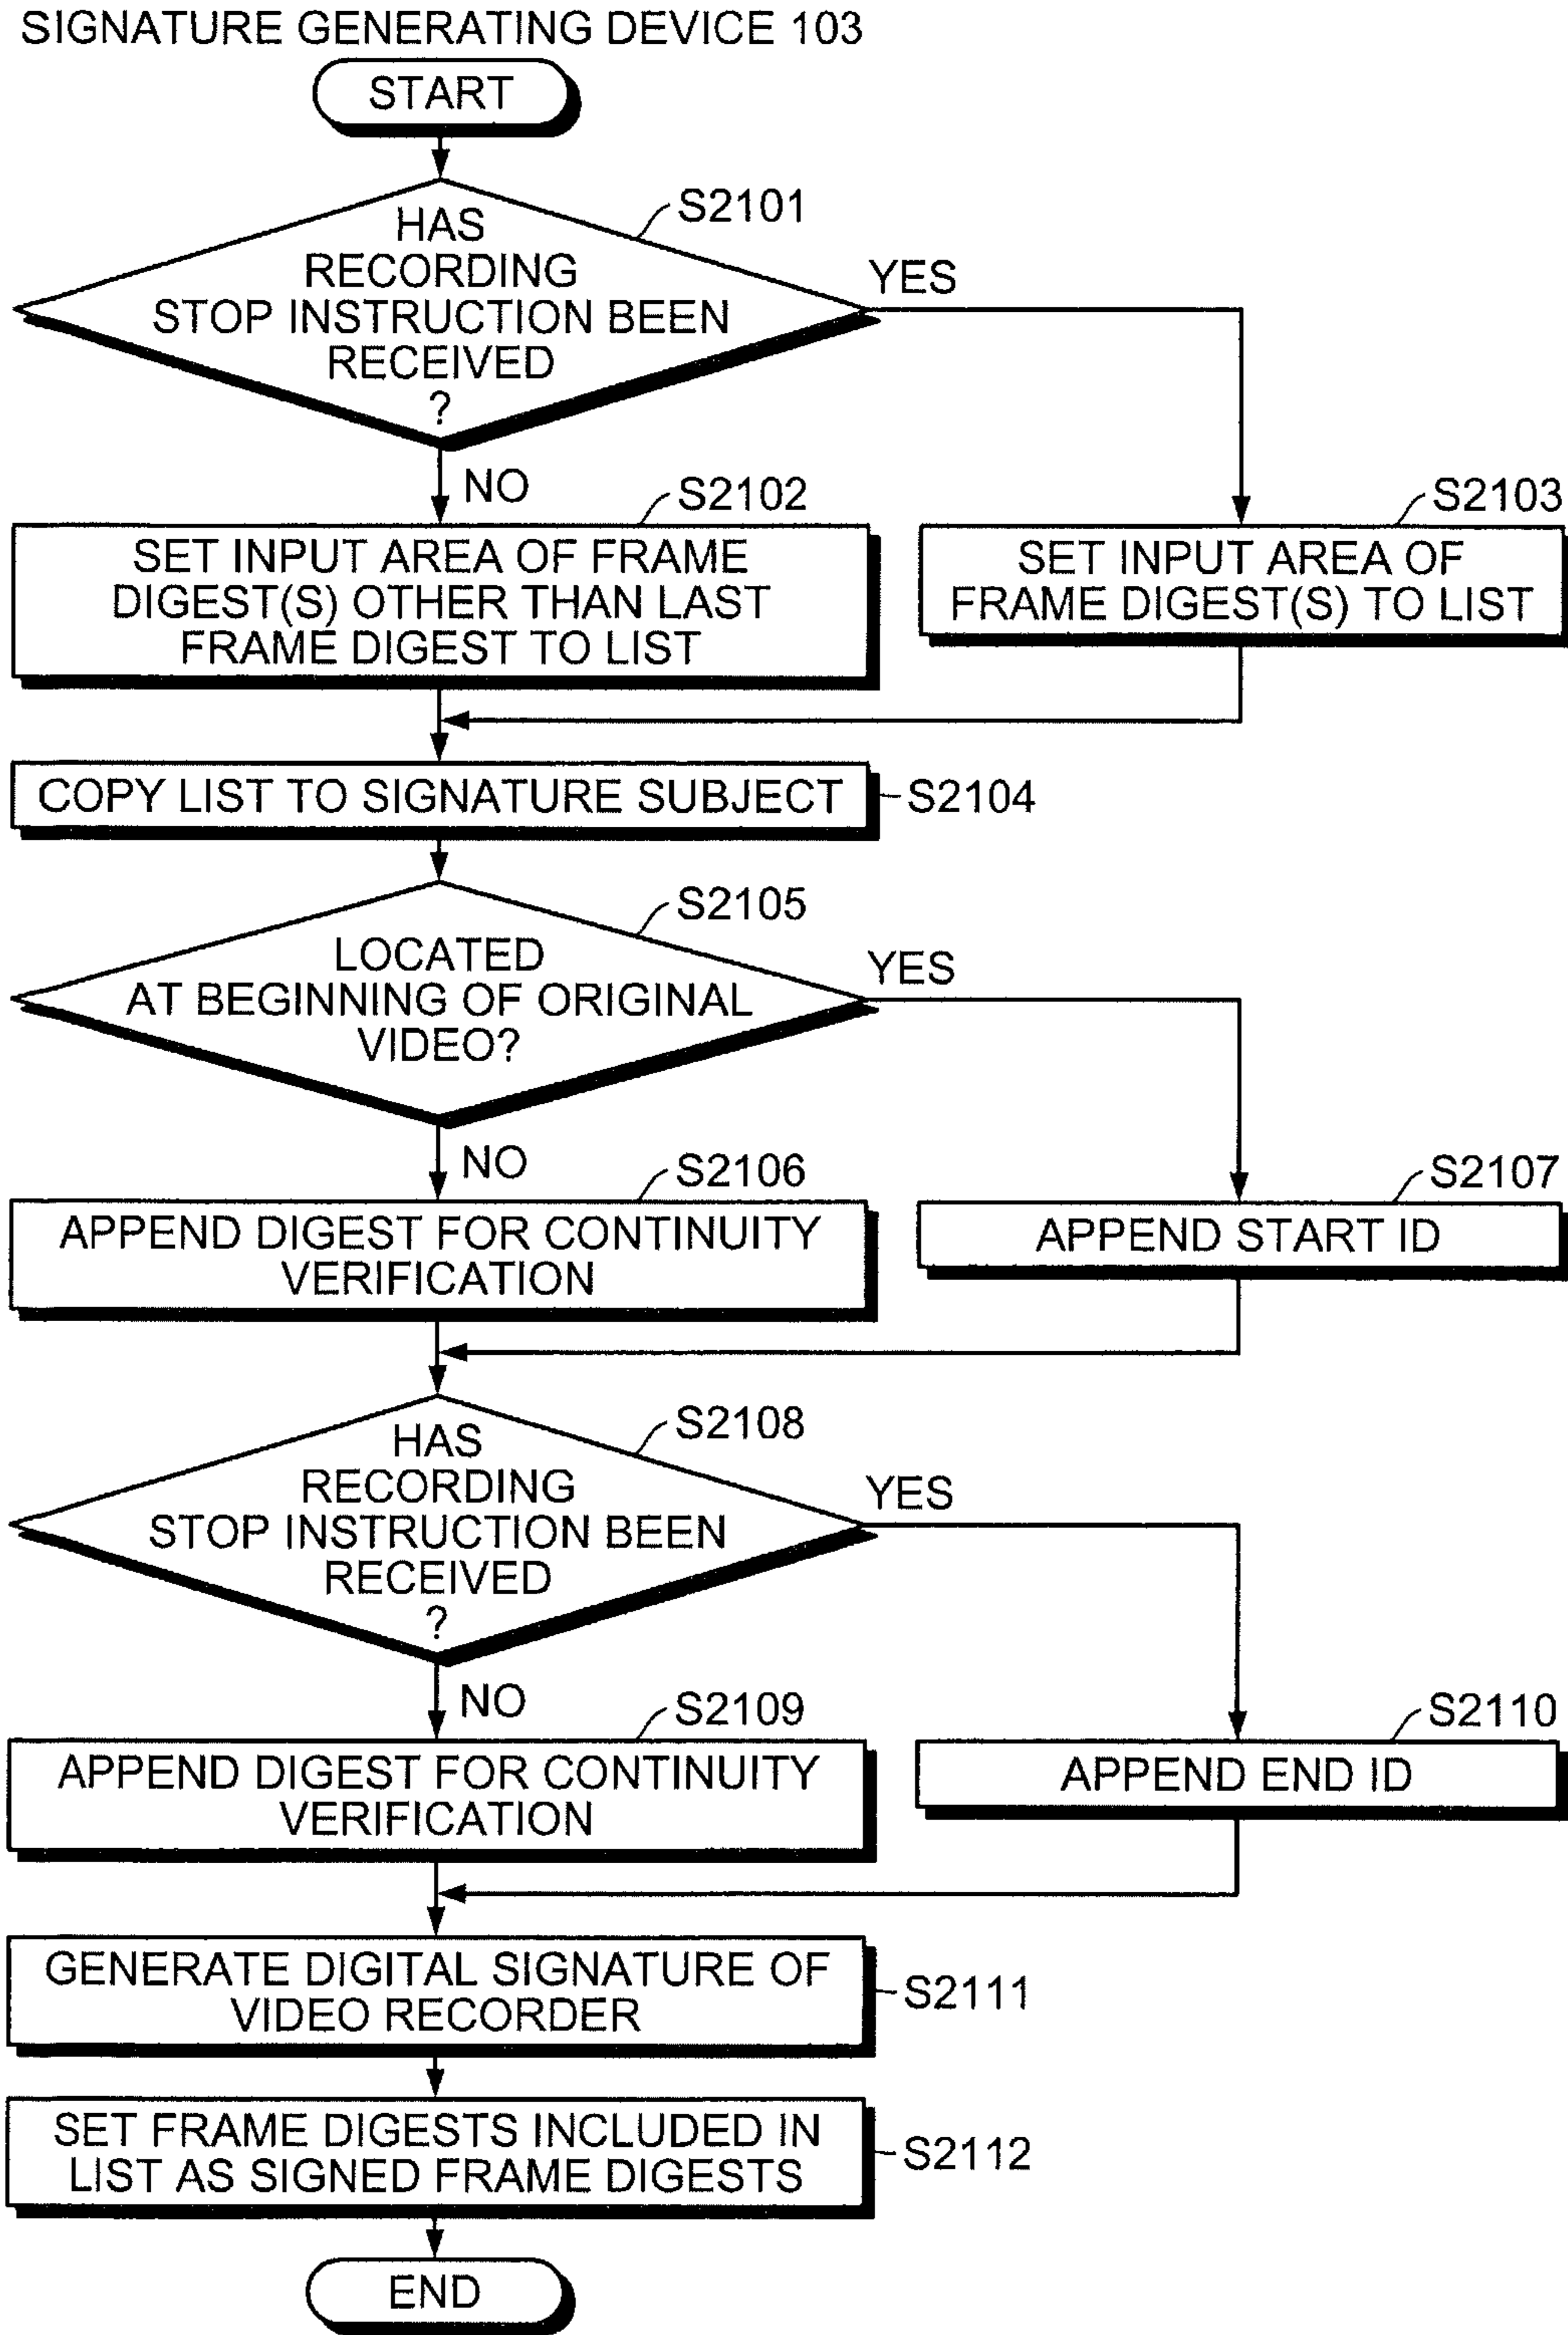 SIGNATURE GENERATING DEVICE 103
START
S2101
HAS
RECORDING
STOP INSTRUCTION BEEN
RECEIVED
?
YES
NO
S2102
SET INPUT AREA OF FRAME
DIGEST(S) OTHER THAN LAST
FRAME DIGEST TO LIST
S2103
SET INPUT AREA OF
FRAME DIGEST(S) TO LIST
COPY LIST TO SIGNATURE SUBJECT
S2104
S2105
LOCATED
AT BEGINNING OF ORIGINAL
VIDEO?
YES
NO
S2106
APPEND DIGEST FOR CONTINUITY
VERIFICATION
S2107
APPEND START ID
S2108
HAS
RECORDING
STOP INSTRUCTION BEEN
RECEIVED
?
YES
NO
S2109
APPEND DIGEST FOR CONTINUITY
VERIFICATION
S2110
APPEND END ID
GENERATE DIGITAL SIGNATURE OF
VIDEO RECORDER
S2111
SET FRAME DIGESTS INCLUDED IN
LIST AS SIGNED FRAME DIGESTS
S2112
END